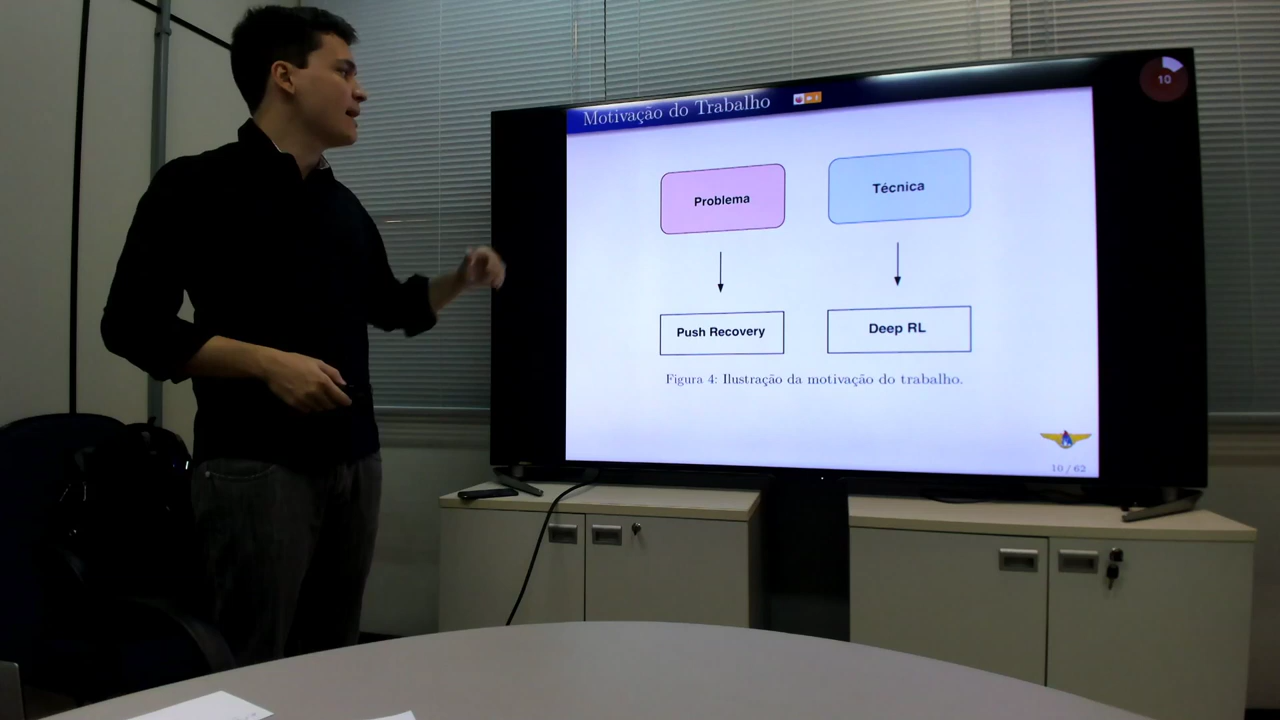 Motivação do Trabalho
10
Problema
Técnica
Push Recovery
Deep RL
Figura 4: Ilustração da motivação do trabalho.
10 / 62